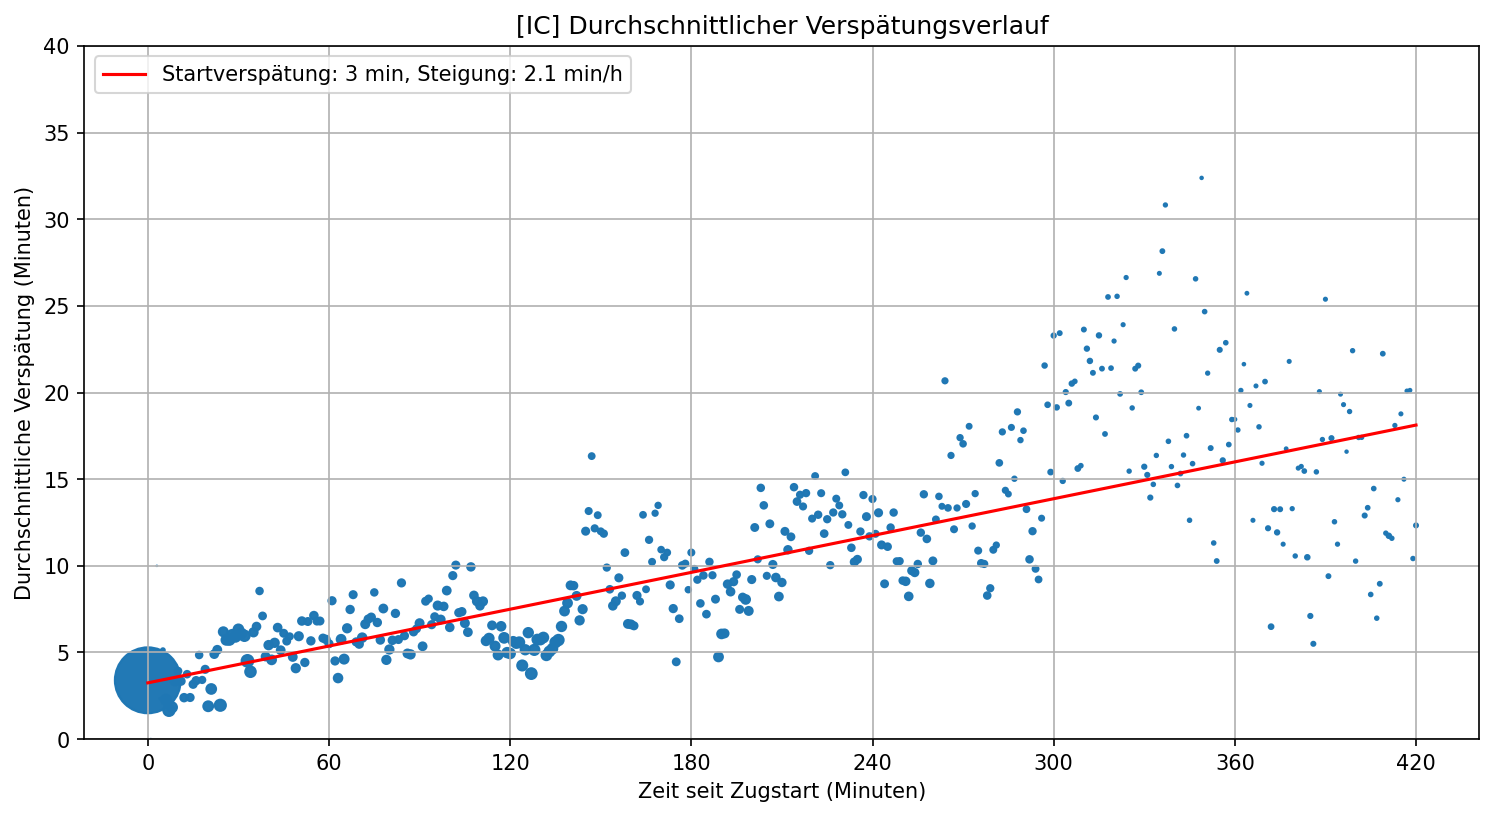 [IC] Durchschnittlicher Verspätungsverlauf
Startverspätung: 3 min, Steigung: 2.1 min/h
Durchschnittliche Verspätung (Minuten)
40
35
30
25
20
15
10
5
0
0 60 120 180 240 300 360 420
Zeit seit Zugstart (Minuten)